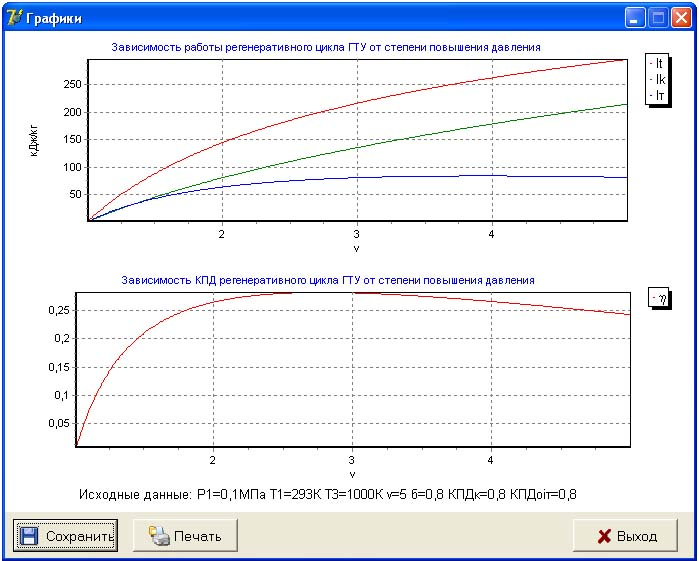 Графики
Зависимость работы регенеративного цикла ГТУ от степени повышения давления
lt
lk
lт
250
200
150
100
50
кДж/кг
2
3
4
v
Зависимость КПД регенеративного цикла ГТУ от степени повышения давления
η
0,25
0,2
0,15
0,1
0,05
2
3
4
v
Исходные данные: P1=0,1МПа T1=293K T3=1000K v=5 б=0,8 КПДк=0,8 КПДоiт=0,8
Сохранить
Печать
Выход